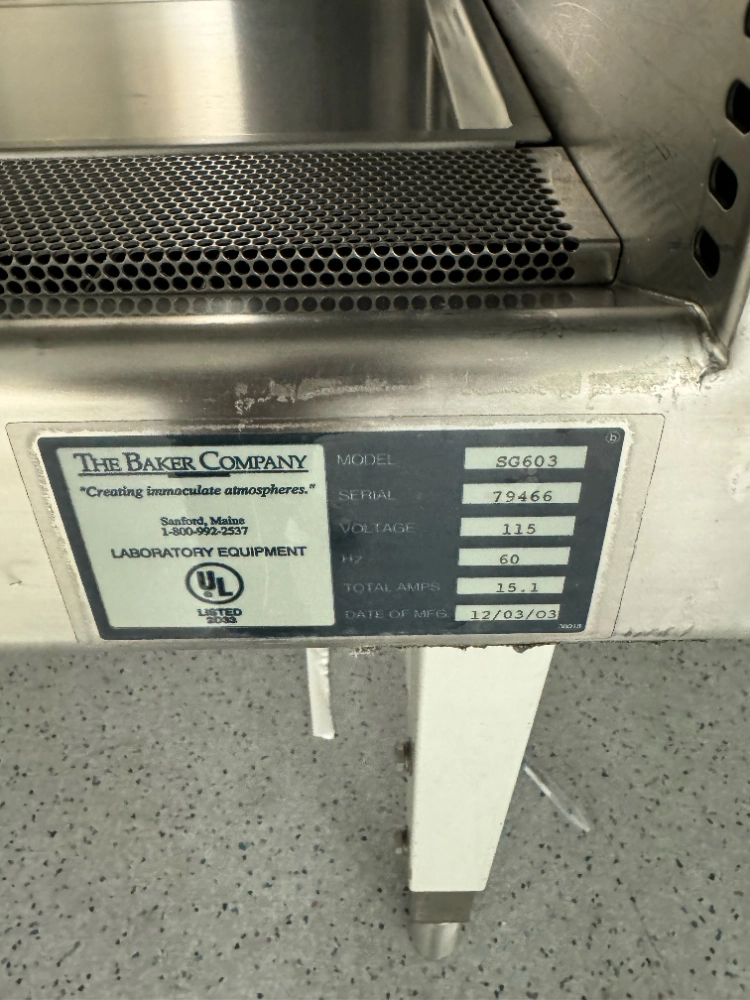 THE BAKER COMPANY
"Creating immaculate atmospheres."
Sanford, Maine
1-800-992-2537
LABORATORY EQUIPMENT
UL
LISTED
2033
b
MODEL SG603
SERIAL 79466
VOLTAGE 115
HZ 60
TOTAL AMPS 15.1
DATE OF MFG. 12/03/03